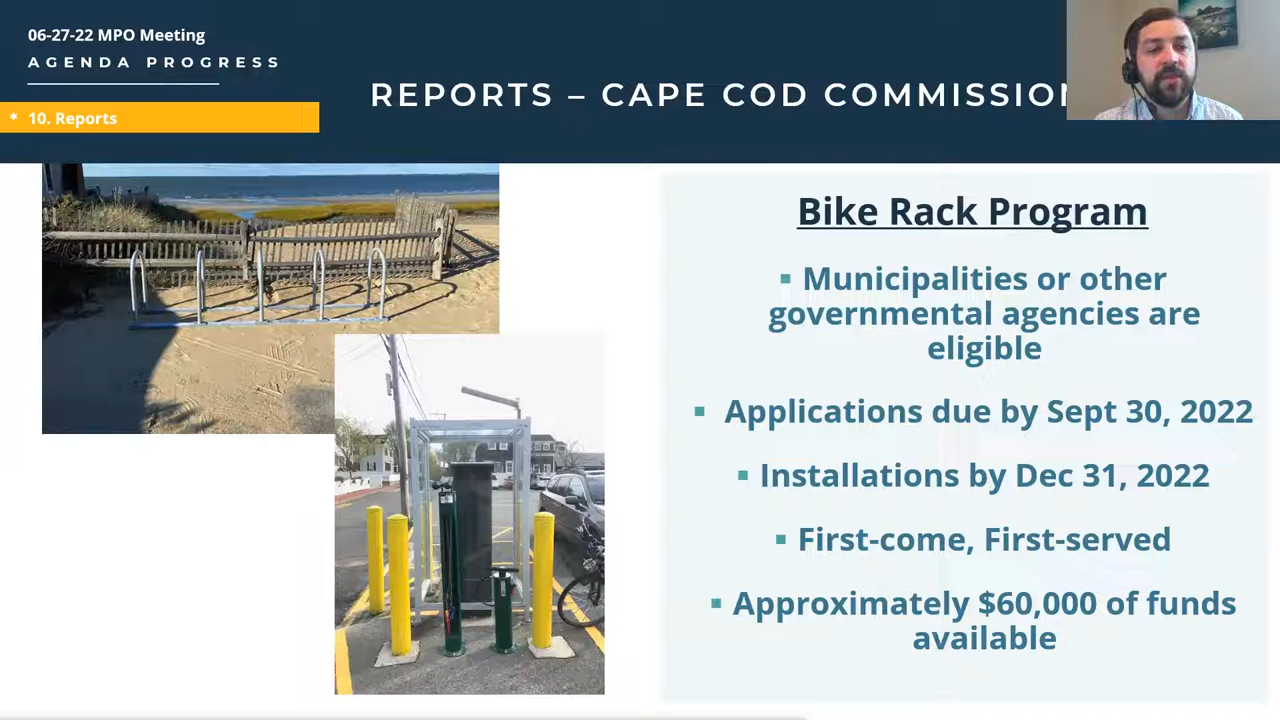 06-27-22 MPO Meeting
AGENDA PROGRESS
* 10. Reports
REPORTS – CAPE COD COMMISSION
Bike Rack Program
▪ Municipalities or other
governmental agencies are
eligible
▪ Applications due by Sept 30, 2022
▪ Installations by Dec 31, 2022
▪ First-come, First-served
▪ Approximately $60,000 of funds
available